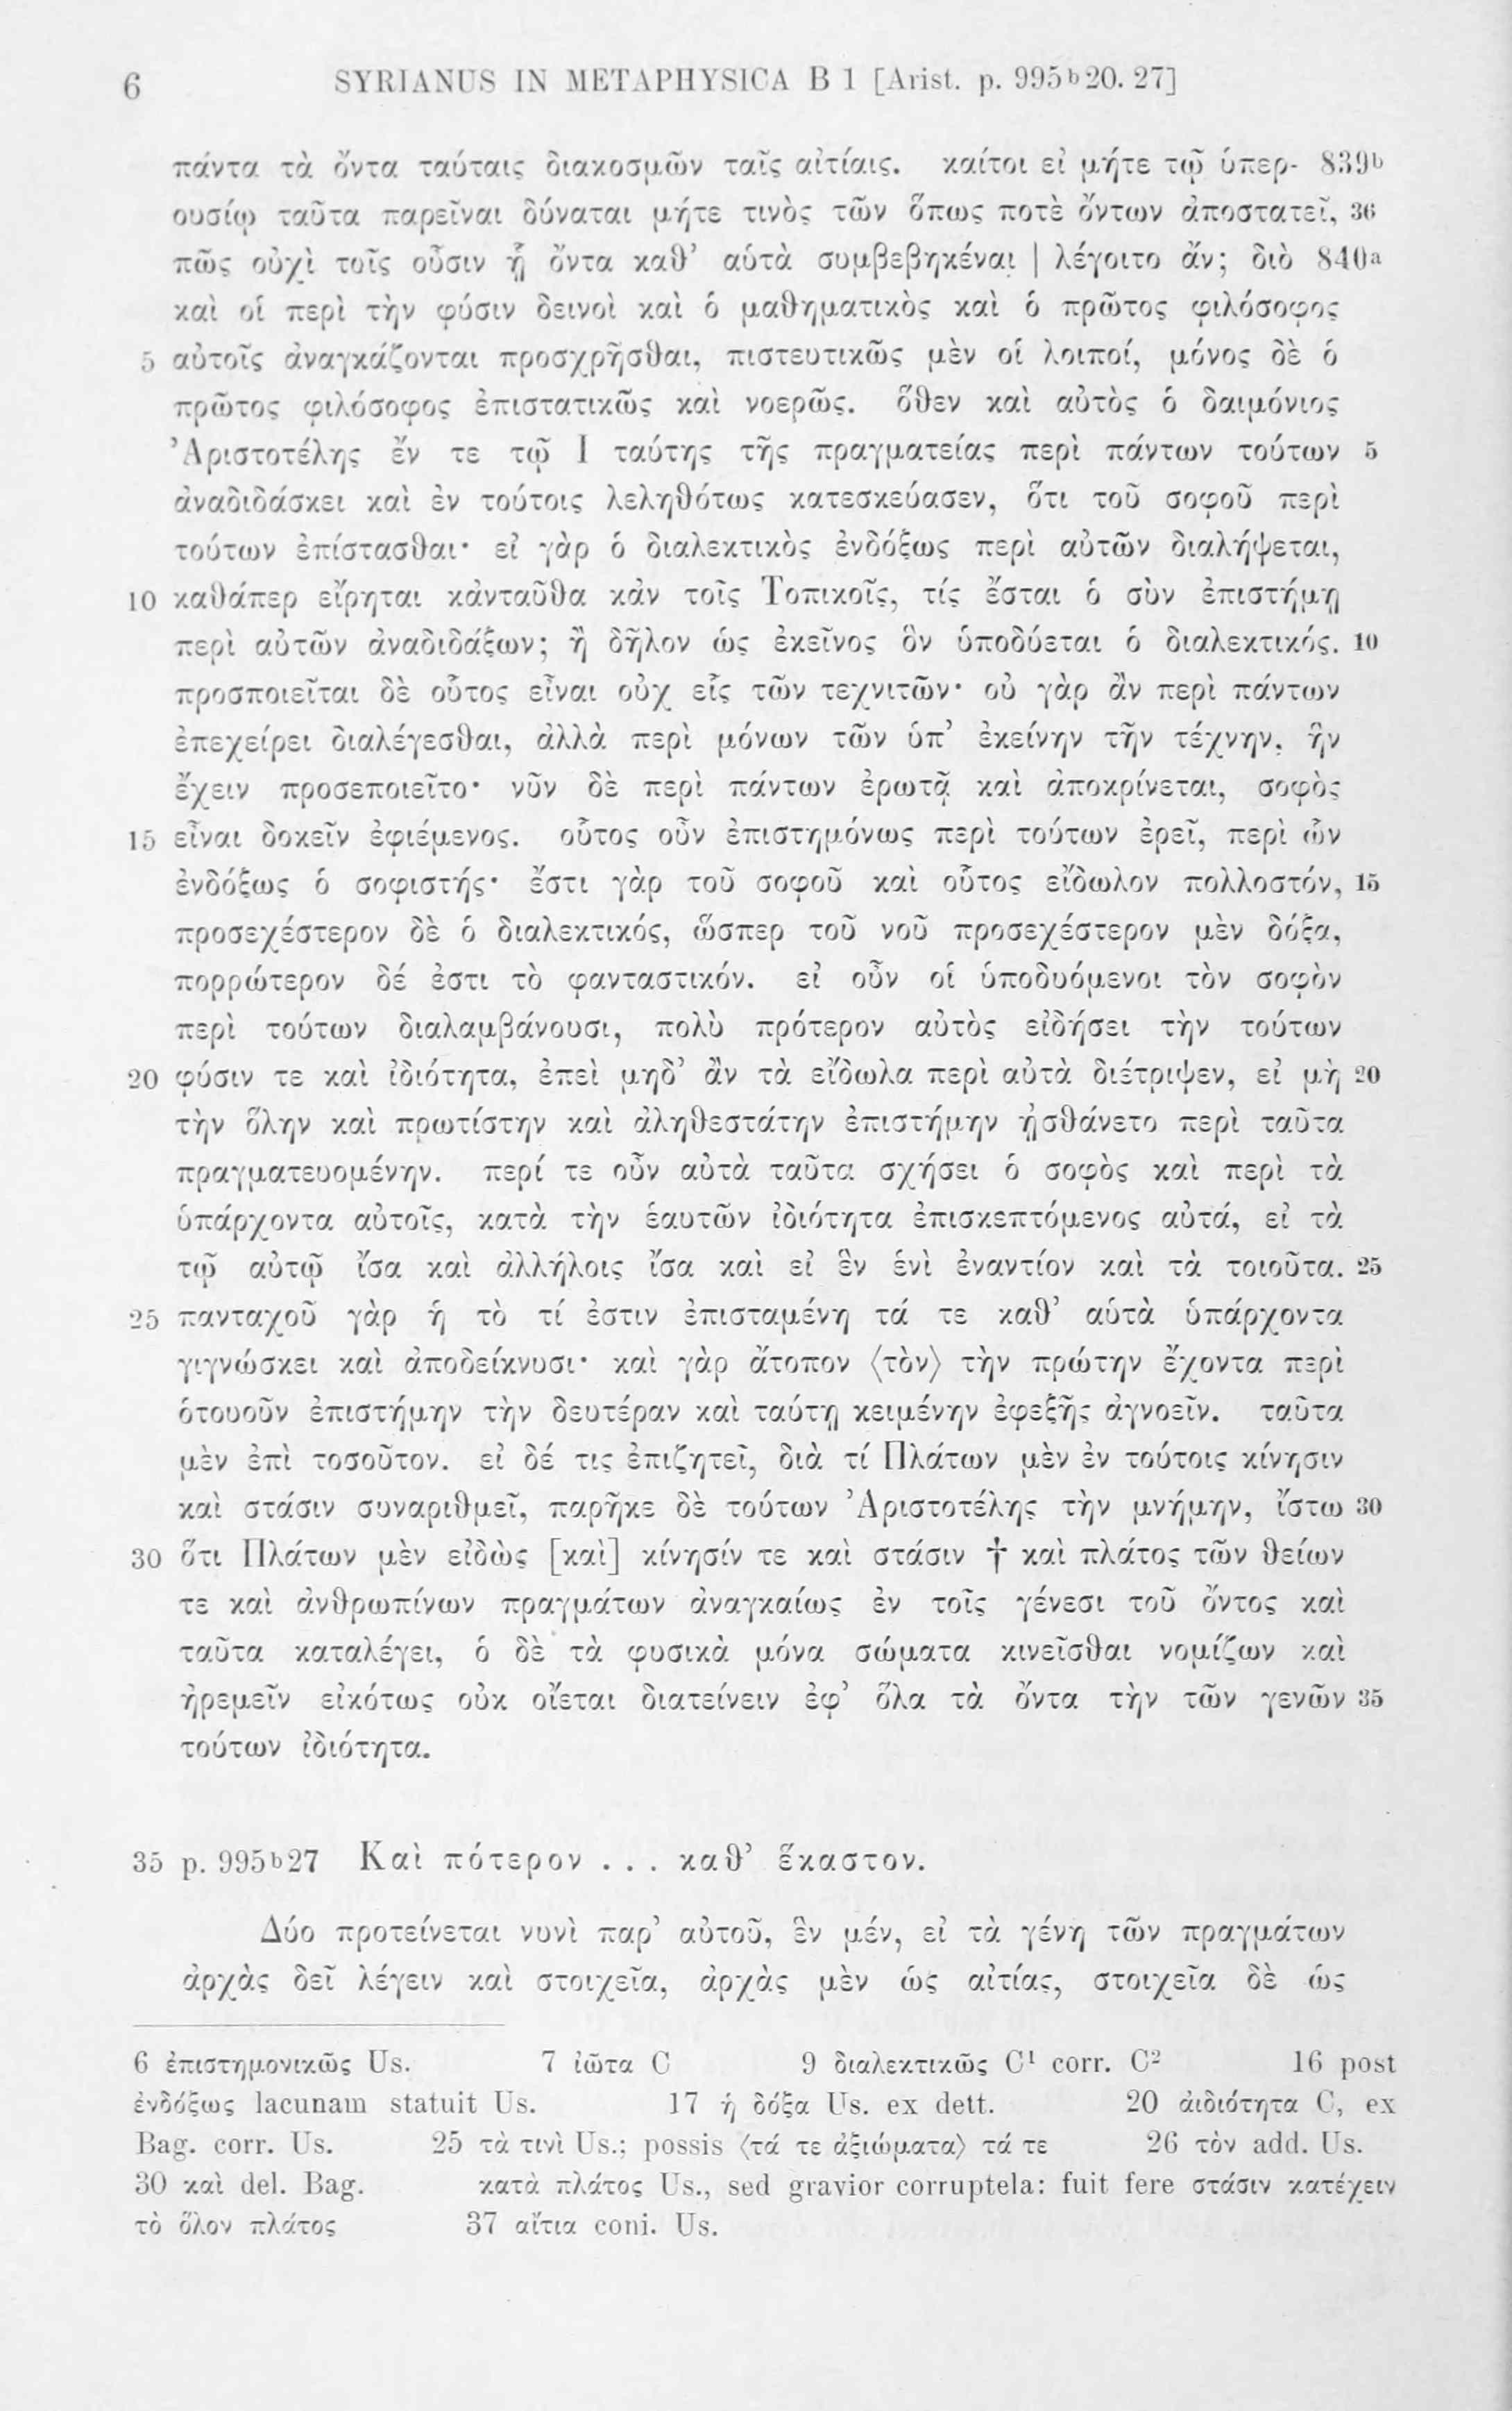 6 SYRIANUS IN METAPHYSICA B 1 [Arist. p. 995ᵇ20. 27]
πάντα τὰ ὄντα ταύταις διακοσμῶν ταῖς αἰτίαις. καίτοι εἰ μήτε τῷ ὑπερ- 839ᵇ
ουσίῳ ταῦτα παρεῖναι δύναται μήτε τινὸς τῶν ὅπως ποτὲ ὄντων ἀποστατεῖ, 36
πῶς οὐχὶ τοῖς οὖσιν ᾗ ὄντα καθ’ αὑτὰ συμβεβηκέναι | λέγοιτο ἄν; διὸ 840ᵃ
καὶ οἱ περὶ τὴν φύσιν δεινοὶ καὶ ὁ μαθηματικὸς καὶ ὁ πρῶτος φιλόσοφος
5 αὐτοῖς ἀναγκάζονται προσχρῆσθαι, πιστευτικῶς μὲν οἱ λοιποί, μόνος δὲ ὁ
πρῶτος φιλόσοφος ἐπιστατικῶς καὶ νοερῶς. ὅθεν καὶ αὐτὸς ὁ δαιμόνιος
Ἀριστοτέλης ἔν τε τῷ Ι ταύτης τῆς πραγματείας περὶ πάντων τούτων 5
ἀναδιδάσκει καὶ ἐν τούτοις λεληθότως κατεσκεύασεν, ὅτι τοῦ σοφοῦ περὶ
τούτων ἐπίστασθαι· εἰ γὰρ ὁ διαλεκτικὸς ἐνδόξως περὶ αὐτῶν διαλήψεται,
10 καθάπερ εἴρηται κἀνταῦθα κἀν τοῖς Τοπικοῖς, τίς ἔσται ὁ σὺν ἐπιστήμῃ
περὶ αὐτῶν ἀναδιδάξων; ἢ δῆλον ὡς ἐκεῖνος ὃν ὑποδύεται ὁ διαλεκτικός. 10
προσποιεῖται δὲ οὗτος εἶναι οὐχ εἷς τῶν τεχνιτῶν· οὐ γὰρ ἂν περὶ πάντων
ἐπεχείρει διαλέγεσθαι, ἀλλὰ περὶ μόνων τῶν ὑπ’ ἐκείνην τὴν τέχνην, ἣν
ἔχειν προσεποιεῖτο· νῦν δὲ περὶ πάντων ἐρωτᾷ καὶ ἀποκρίνεται, σοφὸς
15 εἶναι δοκεῖν ἐφιέμενος. οὗτος οὖν ἐπιστημόνως περὶ τούτων ἐρεῖ, περὶ ὧν
ἐνδόξως ὁ σοφιστής· ἔστι γὰρ τοῦ σοφοῦ καὶ οὗτος εἴδωλον πολλοστόν, 15
προσεχέστερον δὲ ὁ διαλεκτικός, ὥσπερ τοῦ νοῦ προσεχέστερον μὲν δόξα,
πορρώτερον δέ ἐστι τὸ φανταστικόν. εἰ οὖν οἱ ὑποδυόμενοι τὸν σοφὸν
περὶ τούτων διαλαμβάνουσι, πολὺ πρότερον αὐτὸς εἰδήσει τὴν τούτων
20 φύσιν τε καὶ ἰδιότητα, ἐπεὶ μηδ’ ἂν τὰ εἴδωλα περὶ αὐτὰ διέτριψεν, εἰ μὴ 20
τὴν ὅλην καὶ πρωτίστην καὶ ἀληθεστάτην ἐπιστήμην ᾐσθάνετο περὶ ταῦτα
πραγματευομένην. περί τε οὖν αὐτὰ ταῦτα σχήσει ὁ σοφὸς καὶ περὶ τὰ
ὑπάρχοντα αὐτοῖς, κατὰ τὴν ἑαυτῶν ἰδιότητα ἐπισκεπτόμενος αὐτά, εἰ τὰ
τῷ αὐτῷ ἴσα καὶ ἀλλήλοις ἴσα καὶ εἰ ἓν ἑνὶ ἐναντίον καὶ τὰ τοιοῦτα. 25
25 πανταχοῦ γὰρ ἡ τὸ τί ἐστιν ἐπισταμένη τά τε καθ’ αὑτὰ ὑπάρχοντα
γιγνώσκει καὶ ἀποδείκνυσι· καὶ γὰρ ἄτοπον ⟨τὸν⟩ τὴν πρώτην ἔχοντα περὶ
ὁτουοῦν ἐπιστήμην τὴν δευτέραν καὶ ταύτῃ κειμένην ἐφεξῆς ἀγνοεῖν. ταῦτα
μὲν ἐπὶ τοσοῦτον. εἰ δέ τις ἐπιζητεῖ, διὰ τί Πλάτων μὲν ἐν τούτοις κίνησιν
καὶ στάσιν συναριθμεῖ, παρῆκε δὲ τούτων Ἀριστοτέλης τὴν μνήμην, ἴστω 30
30 ὅτι Πλάτων μὲν εἰδὼς [καὶ] κίνησίν τε καὶ στάσιν † καὶ πλάτος τῶν θείων
τε καὶ ἀνθρωπίνων πραγμάτων ἀναγκαίως ἐν τοῖς γένεσι τοῦ ὄντος καὶ
ταῦτα καταλέγει, ὁ δὲ τὰ φυσικὰ μόνα σώματα κινεῖσθαι νομίζων καὶ
ἠρεμεῖν εἰκότως οὐκ οἴεται διατείνειν ἐφ’ ὅλα τὰ ὄντα τὴν τῶν γενῶν 35
τούτων ἰδιότητα.
35 p. 995ᵇ27 Καὶ πότερον . . . καθ’ ἕκαστον.
Δύο προτείνεται νυνὶ παρ’ αὐτοῦ, ἓν μέν, εἰ τὰ γένη τῶν πραγμάτων
ἀρχὰς δεῖ λέγειν καὶ στοιχεῖα, ἀρχὰς μὲν ὡς αἰτίας, στοιχεῖα δὲ ὡς
6 ἐπιστημονικῶς Us. 7 ἰῶτα C 9 διαλεκτικῶς C¹ corr. C² 16 post
ἐνδόξως lacunam statuit Us. 17 ἡ δόξα Us. ex dett. 20 ἀιδιότητα C, ex
Bag. corr. Us. 25 τὰ τινὶ Us.; possis ⟨τά τε ἀξιώματα⟩ τά τε 26 τὸν add. Us.
30 καὶ del. Bag. κατὰ πλάτος Us., sed gravior corruptela: fuit fere στάσιν κατέχειν
τὸ ὅλον πλάτος 37 αἴτια coni. Us.